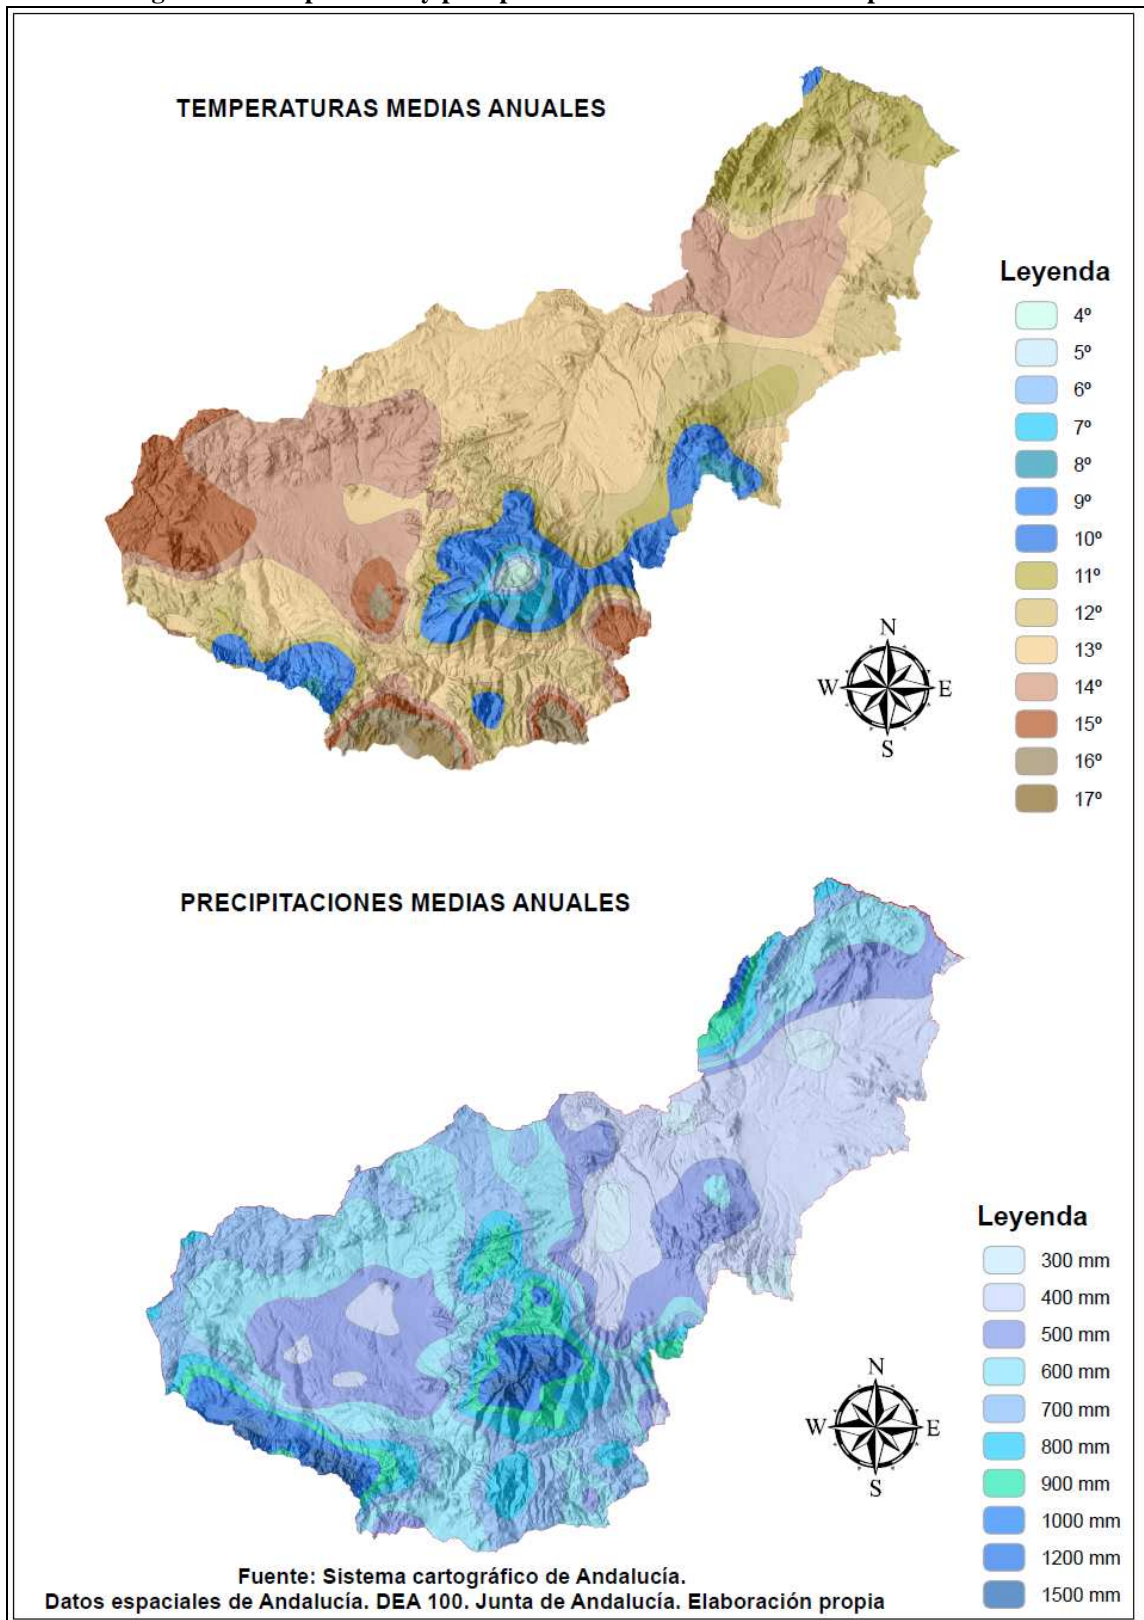 TEMPERATURAS MEDIAS ANUALES
Leyenda
4º
5º
6º
7º
8º
9º
10º
11º
12º
13º
14º
15º
16º
17º
N
W
E
S
PRECIPITACIONES MEDIAS ANUALES
Leyenda
300 mm
400 mm
500 mm
600 mm
700 mm
800 mm
900 mm
1000 mm
1200 mm
1500 mm
N
W
E
S
Fuente: Sistema cartográfico de Andalucía.
Datos espaciales de Andalucía. DEA 100. Junta de Andalucía. Elaboración propia